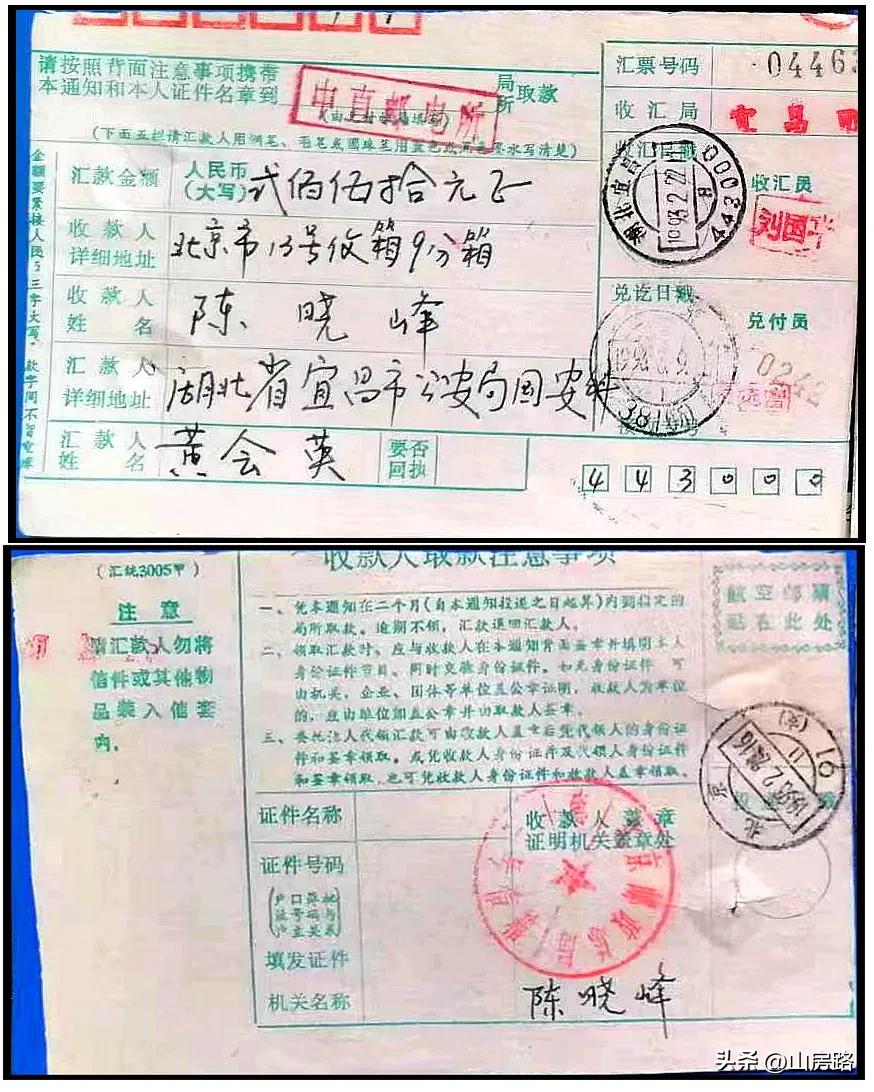 请按照背面注意事项携带
本通知和本人证件名章到
中直邮电所
局所取款
(下面五栏请汇款人用钢笔、毛笔或圆珠笔用蓝色或黑色墨水写清楚)
汇款金额 人民币(大写) 贰佰伍拾元正
收款人详细地址 北京市13号信箱9分箱
收款人姓名 陈晓峰
汇款人详细地址 湖北省宜昌市公安局国安科
汇款人姓名 黄会英
要否回执
汇票号码 0446
收汇局 宜昌
收汇日戳
湖北宜昌
443000
收汇员
兑讫日戳
兑付员
0242
4 4 3 0 0 0
(汇统3005甲)
注意
请汇款人勿将
信件或其他物
品装入信套
内.
收款人取款注意事项
一、凭本通知在二个月(自本通知投递之日起算)内到指定的
局所取款。逾期不领,汇款退回汇款人。
二、领取汇款时,应与收款人在本通知背面盖章并填明本人
身份证件节目,同时交验身份证件。如无身份证件,可
由机关、企业、团体等单位盖公章证明,收款人为单位
的,应由单位加盖公章并由取款人签章。
三、委托他人代领汇款可由收款人盖章后凭代领人的身份证
件和签章领取。或凭收款人身份证件及代领人身份证件
和签章领取,也可凭收款人身份证件和收款人盖章领取。
航空邮票
贴在此处
北京
16
证件名称
收款人盖章
证明机关盖章处
证件号码
填发证件
机关名称
陈晓峰
头条 @山房路